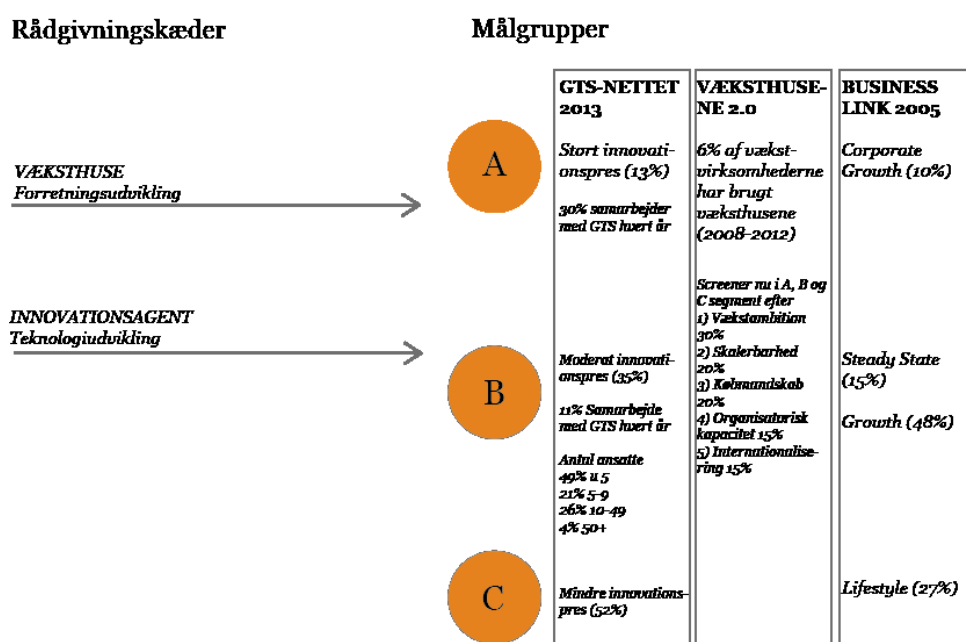 Rådgivningskæder
Målgrupper
VÆKSTHUSE
Forretningsudvikling
INNOVATIONSAGENT
Teknologiudvikling
A
B
C
GTS-NETTET
2013
Stort innovati-
onspres (13%)
30% samarbejder
med GTS hvert år
Moderat innovati-
onspres (35%)
11% Samarbejde
med GTS hvert år
Antal ansatte
49% u 5
21% 5-9
26% 10-49
4% 50+
Mindre innovations-
pres (52%)
VÆKSTHUSE-
NE 2.0
6% af vækst-
virksomhederne
har brugt
væksthusene
(2008-2012)
Screener nu i A, B og
C segment efter
1) Vækstambition
30%
2) Skalerbarhed
20%
3) Købmandskab
20%
4) Organisatorisk
kapacitet 15%
5) Internationalise-
ring 15%
BUSINESS
LINK 2005
Corporate
Growth (10%)
Steady State
(15%)
Growth (48%)
Lifestyle (27%)